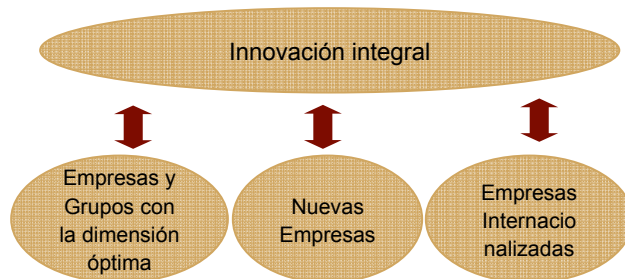 Innovación integral
Empresas y
Grupos con
la dimensión
óptima
Nuevas
Empresas
Empresas
Internacio
nalizadas